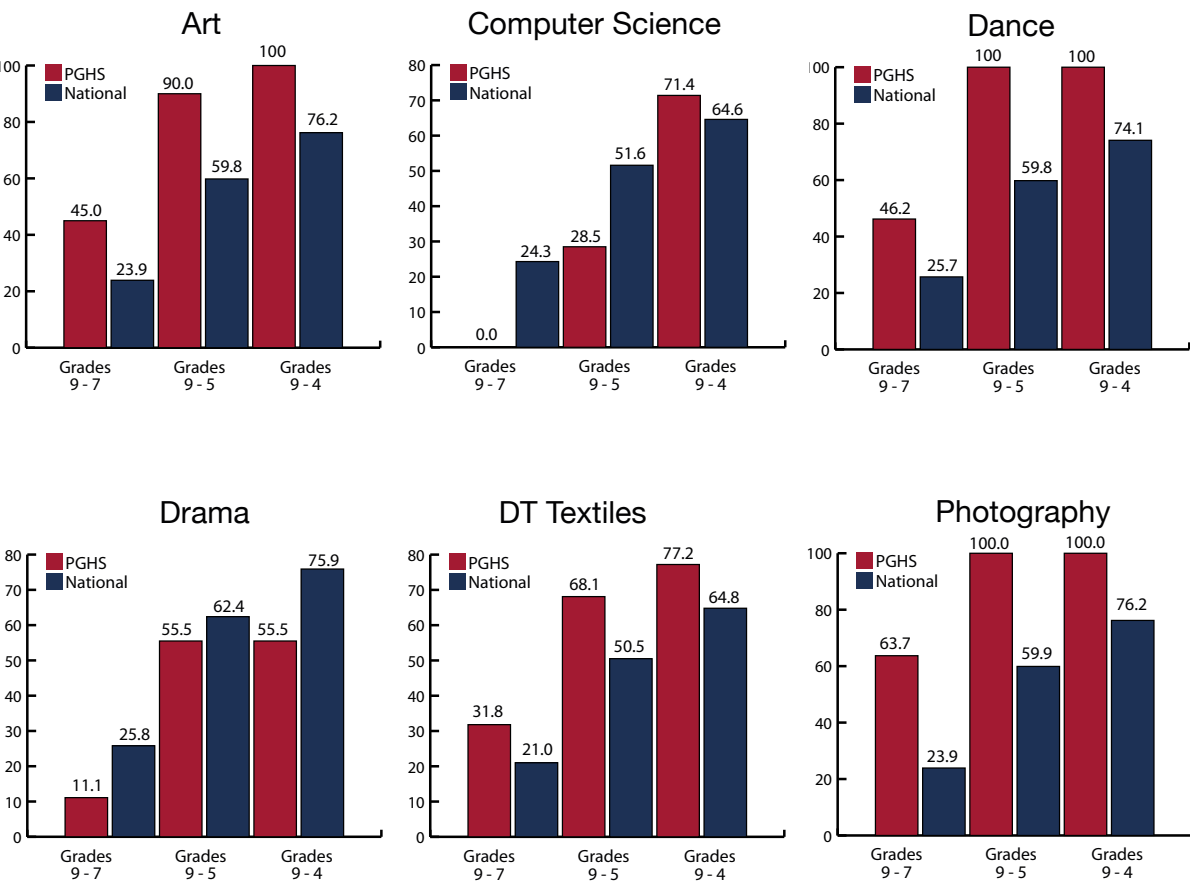 Art
100
80
60
40
20
0
PGHS
National
45.0
23.9
90.0
59.8
100
76.2
Grades
9 - 7
Grades
9 - 5
Grades
9 - 4
Computer Science
80
70
60
50
40
30
20
10
0
PGHS
National
0.0
24.3
28.5
51.6
71.4
64.6
Grades
9 - 7
Grades
9 - 5
Grades
9 - 4
Dance
100
80
60
40
20
0
PGHS
National
46.2
25.7
100
59.8
100
74.1
Grades
9 - 7
Grades
9 - 5
Grades
9 - 4
Drama
80
70
60
50
40
30
20
10
0
PGHS
National
11.1
25.8
55.5
62.4
55.5
75.9
Grades
9 - 7
Grades
9 - 5
Grades
9 - 4
DT Textiles
80
70
60
50
40
30
20
10
0
PGHS
National
31.8
21.0
68.1
50.5
77.2
64.8
Grades
9 - 7
Grades
9 - 5
Grades
9 - 4
Photography
100
80
60
40
20
0
PGHS
National
63.7
23.9
100.0
59.9
100.0
76.2
Grades
9 - 7
Grades
9 - 5
Grades
9 - 4